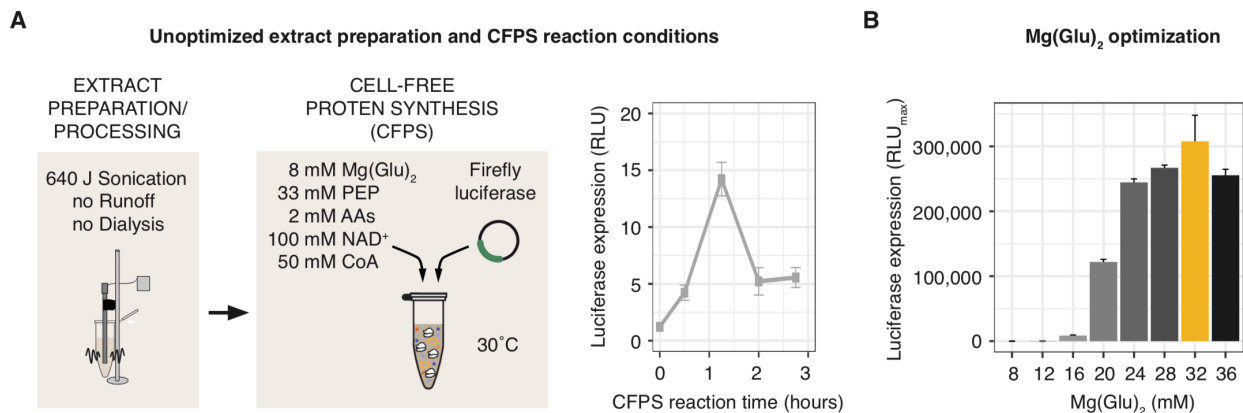 A
Unoptimized extract preparation and CFPS reaction conditions
EXTRACT
PREPARATION/
PROCESSING
640 J Sonication
no Runoff
no Dialysis
CELL-FREE
PROTEN SYNTHESIS
(CFPS)
8 mM Mg(Glu)₂
33 mM PEP
2 mM AAs
100 mM NAD⁺
50 mM CoA
Firefly
luciferase
30˚C
Luciferase expression (RLU)
20
15
10
5
0
0 1 2 3
CFPS reaction time (hours)
B
Mg(Glu)₂ optimization
Luciferase expression (RLUmax)
300,000
200,000
100,000
0
8 12 16 20 24 28 32 36
Mg(Glu)₂ (mM)